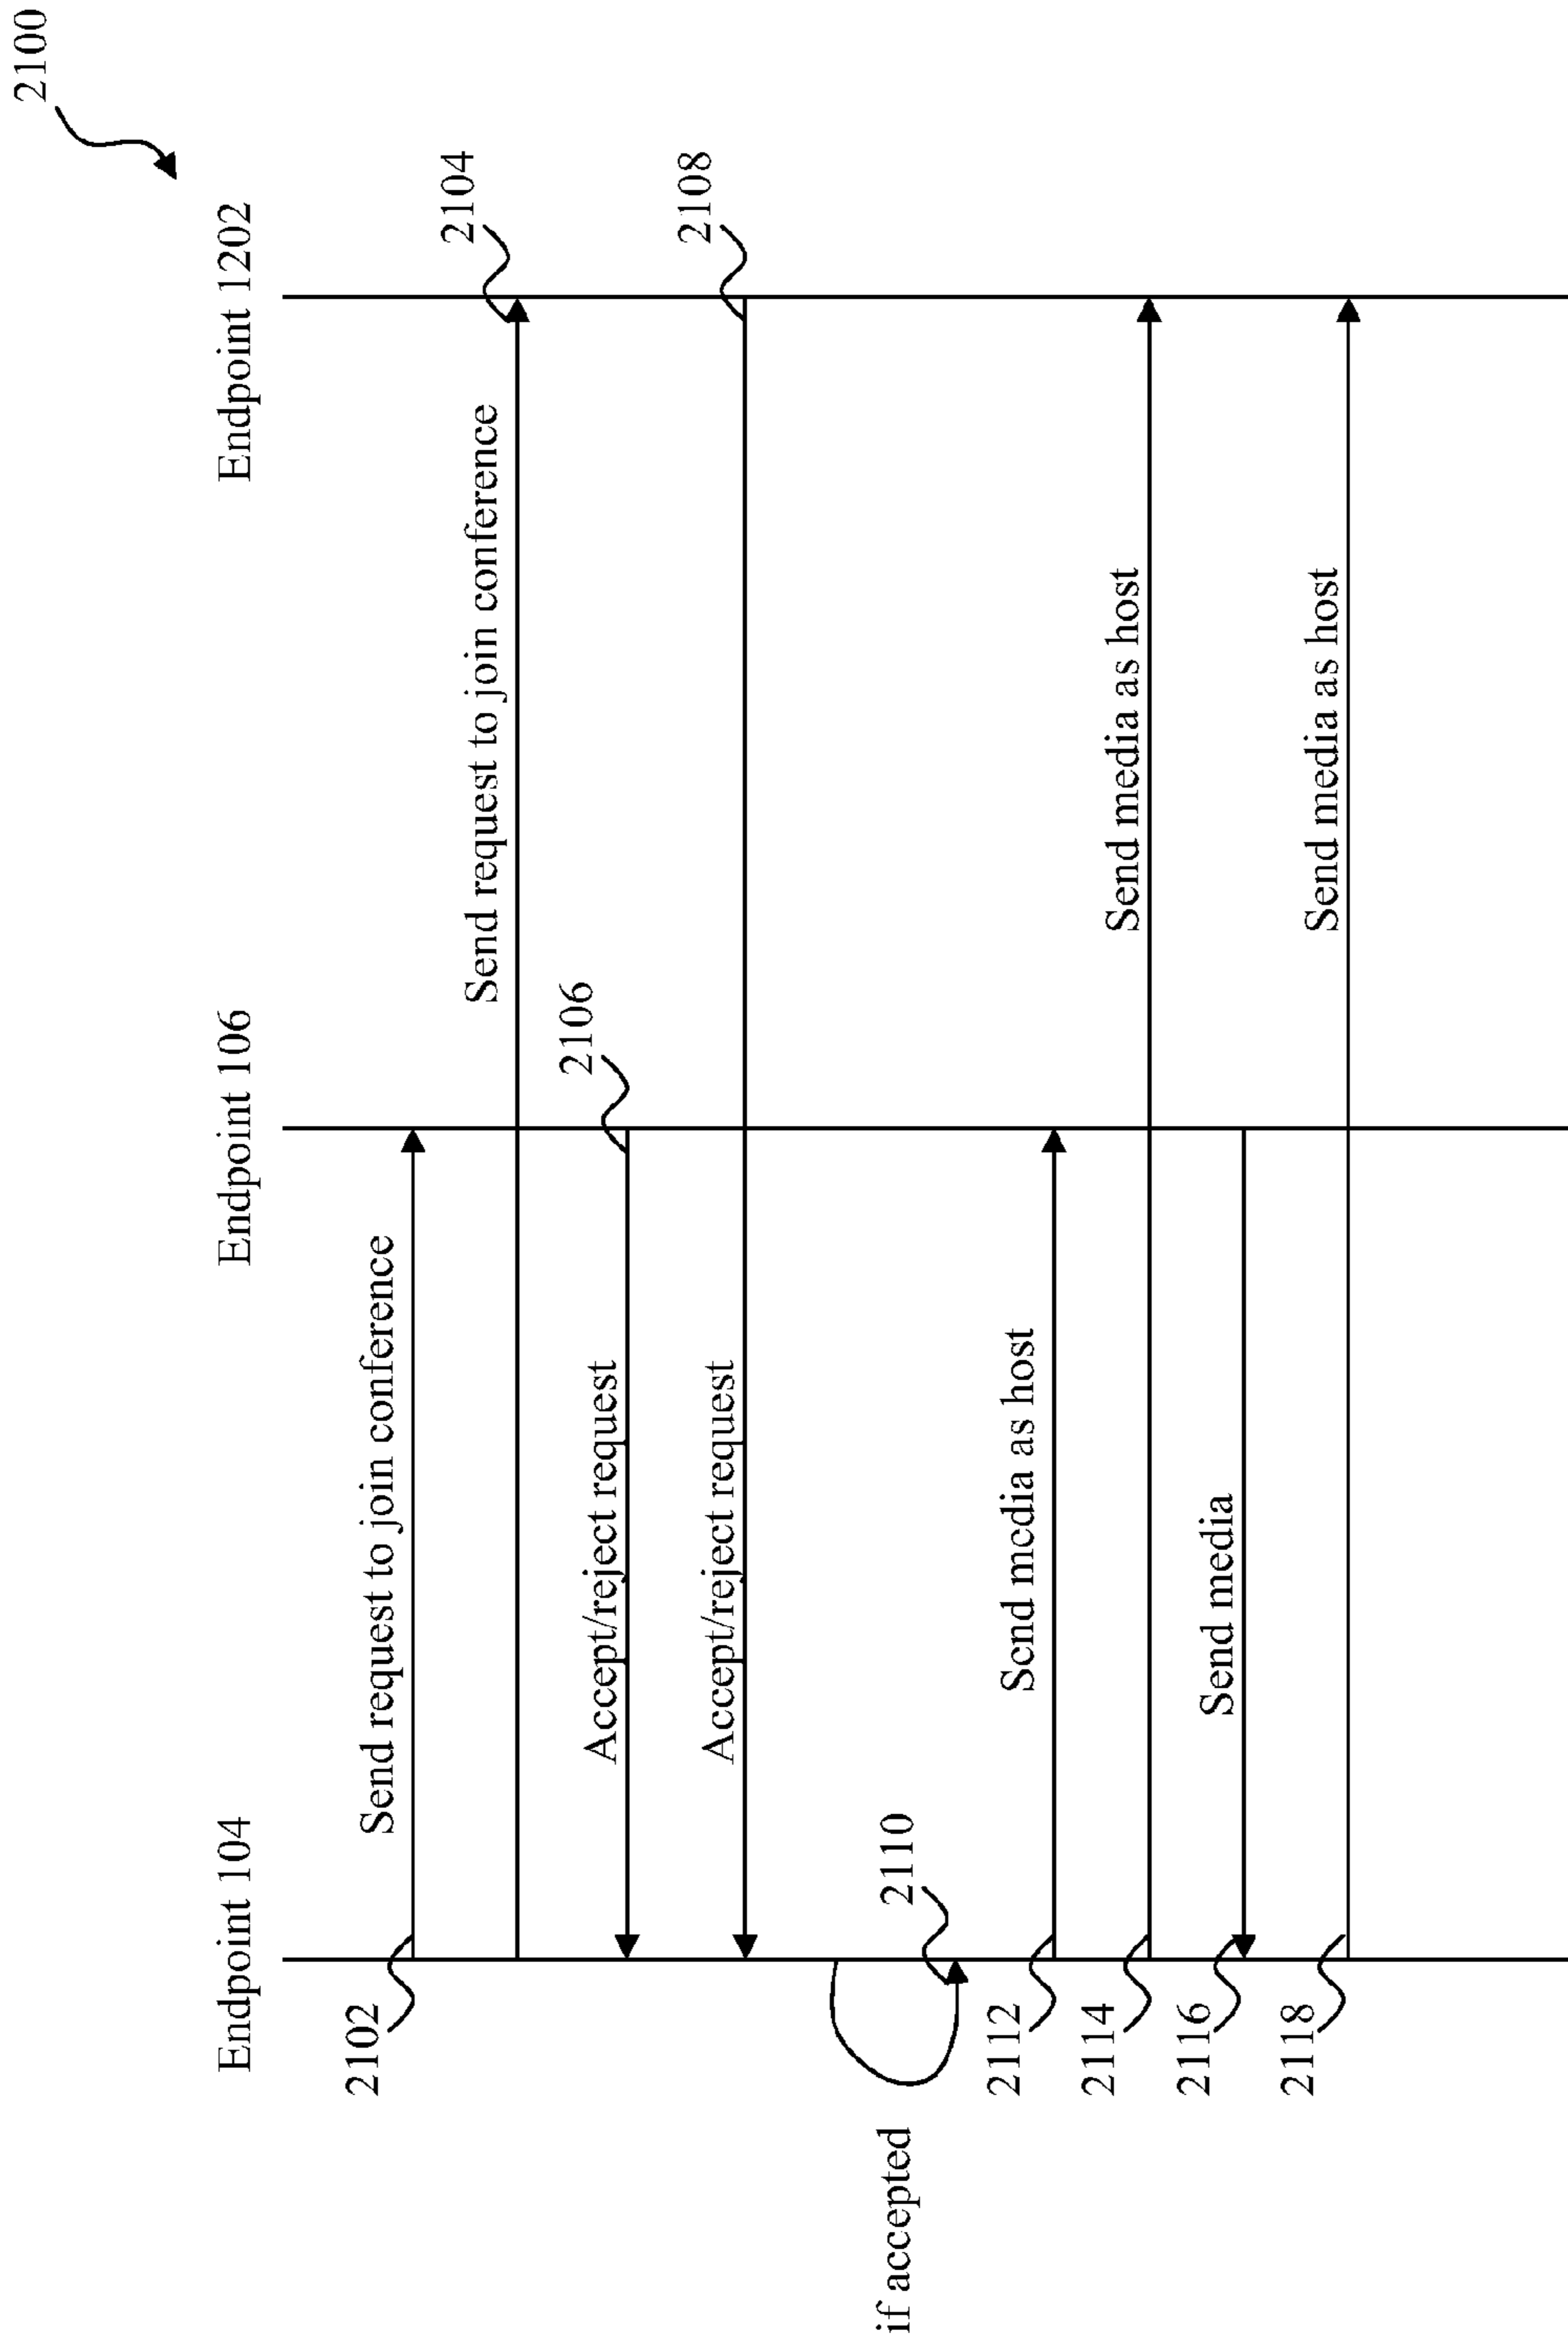 2100
Endpoint 104
Endpoint 106
Endpoint 1202
2102
Send request to join conference
2104
Send request to join conference
2106
Accept/reject request
2108
Accept/reject request
if accepted
2110
2112
Send media as host
2114
Send media as host
2116
Send media
2118
Send media as host